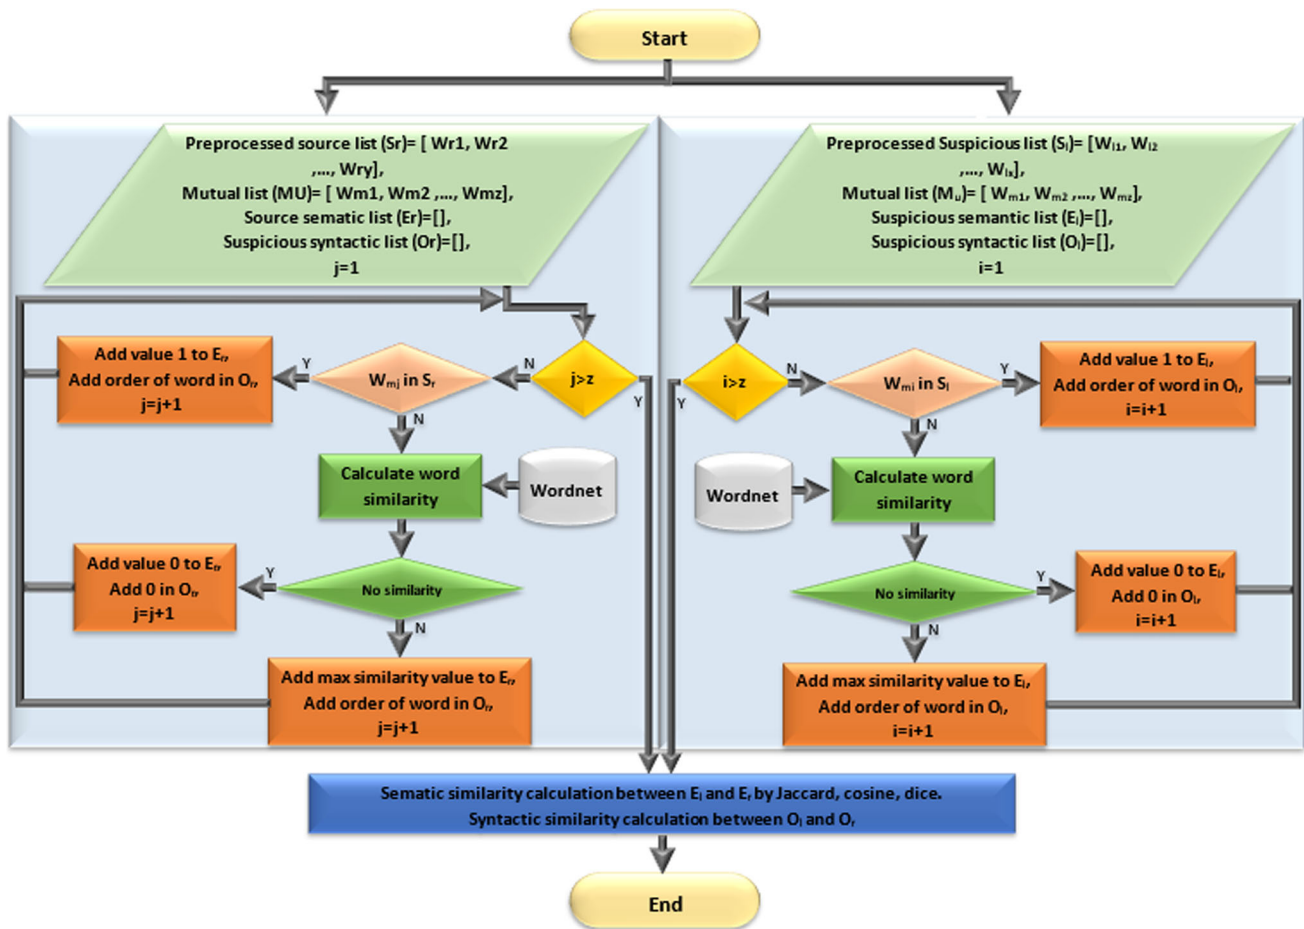 Start
Preprocessed source list (Sr)= [ Wr1, Wr2
,..., Wry],
Mutual list (MU)= [ Wm1, Wm2 ,..., Wmz],
Source sematic list (Er)=[],
Suspicious syntactic list (Or)=[],
j=1
j>z
N
Y
Wmj in Sr
Y
N
Add value 1 to Er,
Add order of word in Or,
j=j+1
Calculate word
similarity
Wordnet
No similarity
Y
N
Add value 0 to Er,
Add 0 in Or,
j=j+1
Add max similarity value to Er,
Add order of word in Or,
j=j+1
Preprocessed Suspicious list (Sl)= [Wl1, Wl2
,..., Wlx],
Mutual list (Mu)= [ Wm1, Wm2 ,..., Wmz],
Suspicious semantic list (El)=[],
Suspicious syntactic list (Ol)=[],
i=1
i>z
N
Y
Wmi in Sl
Y
N
Add value 1 to El,
Add order of word in Ol,
i=i+1
Wordnet
Calculate word
similarity
No similarity
Y
N
Add value 0 to El,
Add 0 in Ol,
i=i+1
Add max similarity value to El,
Add order of word in Ol,
i=i+1
Sematic similarity calculation between El and Er by Jaccard, cosine, dice.
Syntactic similarity calculation between Ol and Or
End